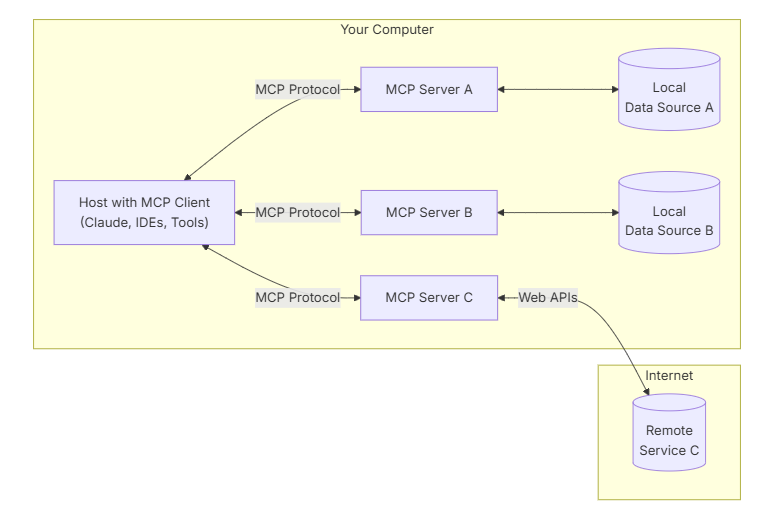 Your Computer
MCP Protocol
MCP Server A
Local
Data Source A
Host with MCP Client
(Claude, IDEs, Tools)
MCP Protocol
MCP Server B
Local
Data Source B
MCP Protocol
MCP Server C
Web APIs
Internet
Remote
Service C